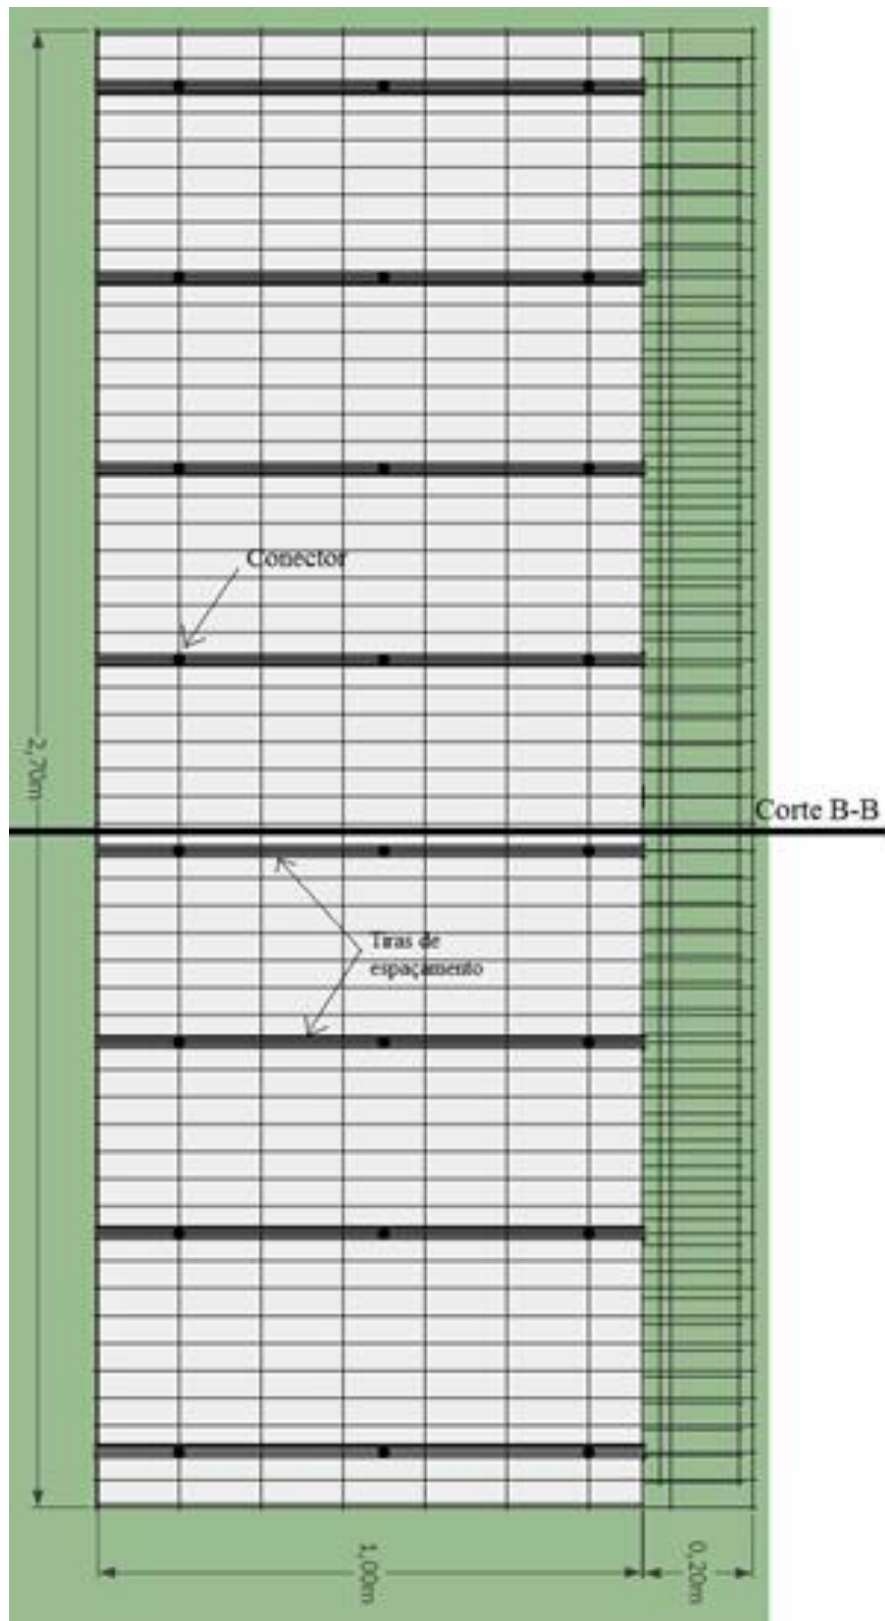 Conector
2,70m
Corte B-B
Tiras de
espaçamento
1,00m
0,20m